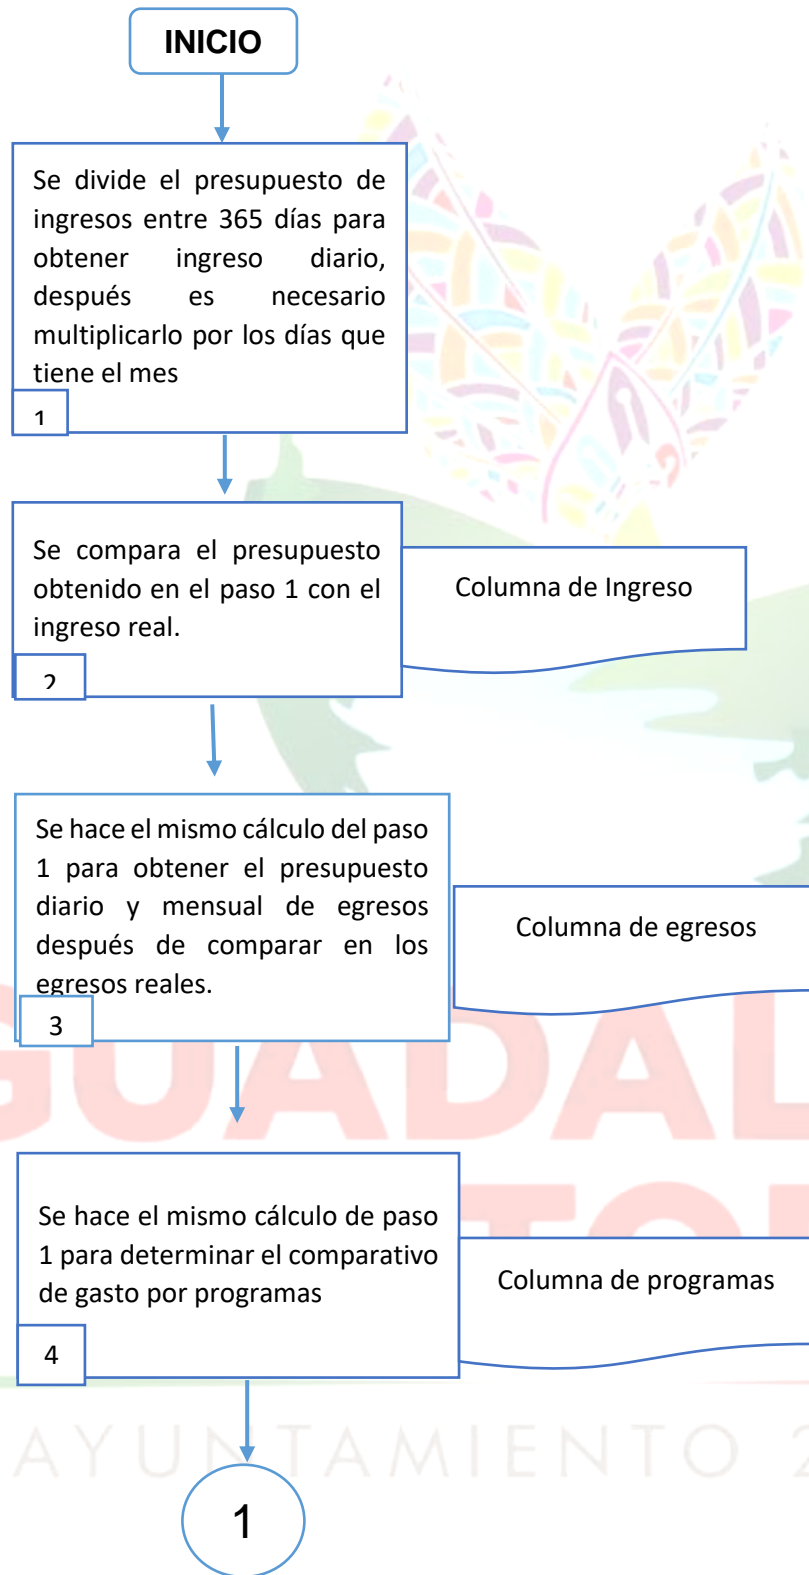 INICIO
Se divide el presupuesto de
ingresos entre 365 días para
obtener ingreso diario,
después es necesario
multiplicarlo por los días que
tiene el mes
1
Se compara el presupuesto
obtenido en el paso 1 con el
ingreso real.
Columna de Ingreso
2
Se hace el mismo cálculo del paso
1 para obtener el presupuesto
diario y mensual de egresos
después de comparar en los
egresos reales.
Columna de egresos
3
GUADAL
Se hace el mismo cálculo de paso
1 para determinar el comparativo
de gasto por programas
Columna de programas
4
AYUNTAMIENTO 2
1